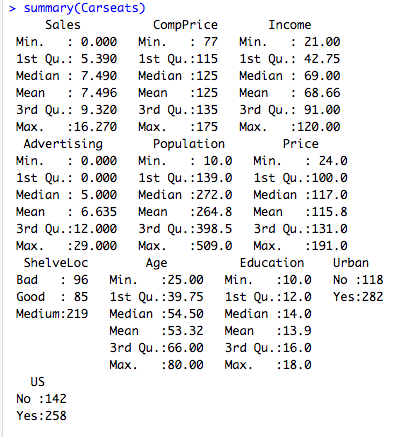 > summary(Carseats)
     Sales          CompPrice       Income
Min.   : 0.000   Min.   : 77   Min.   : 21.00
1st Qu.: 5.390   1st Qu.:115   1st Qu.: 42.75
Median : 7.490   Median :125   Median : 69.00
Mean   : 7.496   Mean   :125   Mean   : 68.66
3rd Qu.: 9.320   3rd Qu.:135   3rd Qu.: 91.00
Max.   :16.270   Max.   :175   Max.   :120.00
 Advertising       Population        Price
Min.   : 0.000   Min.   : 10.0   Min.   : 24.0
1st Qu.: 0.000   1st Qu.:139.0   1st Qu.:100.0
Median : 5.000   Median :272.0   Median :117.0
Mean   : 6.635   Mean   :264.8   Mean   :115.8
3rd Qu.:12.000   3rd Qu.:398.5   3rd Qu.:131.0
Max.   :29.000   Max.   :509.0   Max.   :191.0
 ShelveLoc        Age          Education    Urban
Bad   : 96   Min.   :25.00   Min.   :10.0   No :118
Good  : 85   1st Qu.:39.75   1st Qu.:12.0   Yes:282
Medium:219   Median :54.50   Median :14.0
             Mean   :53.32   Mean   :13.9
             3rd Qu.:66.00   3rd Qu.:16.0
             Max.   :80.00   Max.   :18.0
  US
No :142
Yes:258